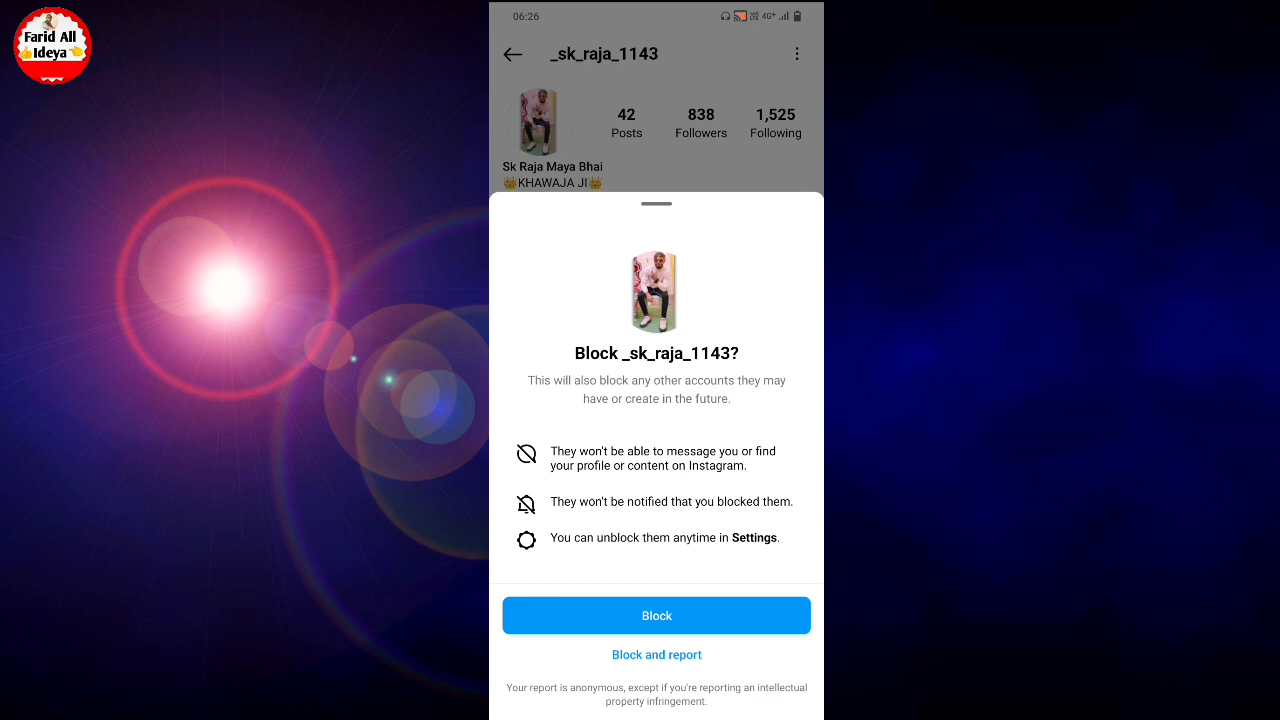 Farid All
Ideya
06:26
4G+
_sk_raja_1143
42
838
1,525
Posts
Followers
Following
Sk Raja Maya Bhai
👑KHAWAJA JI👑
Block _sk_raja_1143?
This will also block any other accounts they may
have or create in the future.
They won't be able to message you or find
your profile or content on Instagram.
They won't be notified that you blocked them.
You can unblock them anytime in Settings.
Block
Block and report
Your report is anonymous, except if you're reporting an intellectual
property infringement.